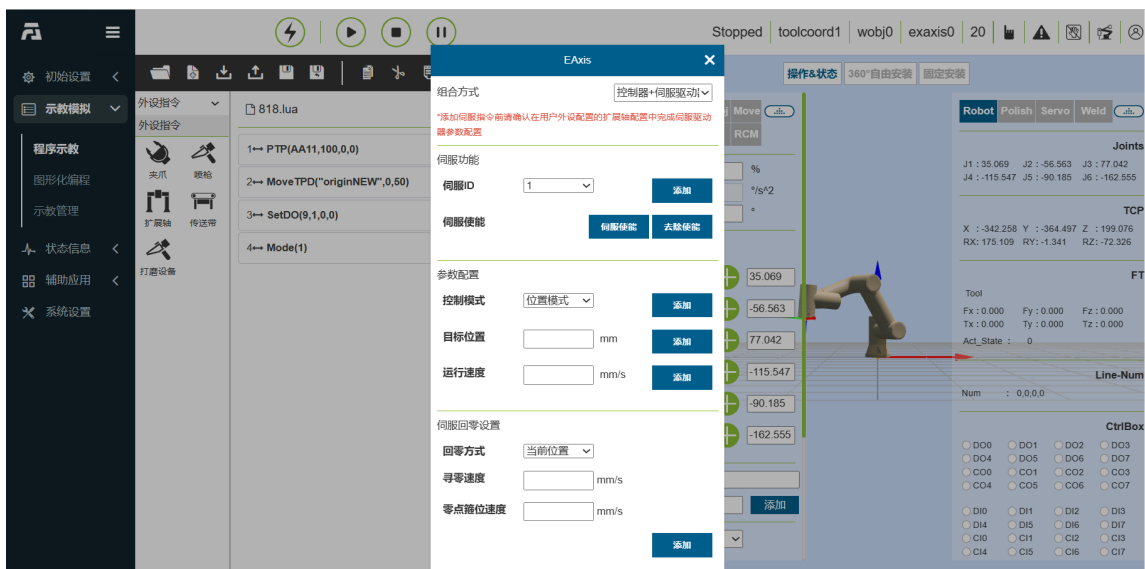 Stopped toolcoord1 wobj0 exaxis0 20
初始设置
示教模拟
程序示教
图形化编程
示教管理
状态信息
辅助应用
系统设置
外设指令
外设指令
夹爪 喷枪
扩展轴 传送带
打磨设备
818.lua
1 PTP(AA11,100,0,0)
2 MoveTPD("originNEW",0,50)
3 SetDO(9,1,0,0)
4 Mode(1)
EAxis
组合方式 控制器+伺服驱动
*添加伺服指令前请确认在用户外设配置的扩展轴配置中完成伺服驱动
器参数配置
伺服功能
伺服ID 1 添加
伺服使能 伺服使能 去除使能
参数配置
控制模式 位置模式 添加
目标位置 mm 添加
运行速度 mm/s 添加
伺服回零设置
回零方式 当前位置
寻零速度 mm/s
零点箍位速度 mm/s
添加
操作&状态 360°自由安装 固定安装
Move
RCM
%
°/s^2
°
35.069
-56.563
77.042
-115.547
-90.185
-162.555
添加
Robot Polish Servo Weld
Joints
J1 : 35.069 J2 : -56.563 J3 : 77.042
J4 : -115.547 J5 : -90.185 J6 : -162.555
TCP
X : -342.258 Y : -364.497 Z : 199.076
RX: 175.109 RY: -1.341 RZ: -72.326
FT
Tool
Fx : 0.000 Fy : 0.000 Fz : 0.000
Tx : 0.000 Ty : 0.000 Tz : 0.000
Act_State : 0
Line-Num
Num : 0,0,0,0
CtrlBox
DO0 DO1 DO2 DO3
DO4 DO5 DO6 DO7
CO0 CO1 CO2 CO3
CO4 CO5 CO6 CO7
DI0 DI1 DI2 DI3
DI4 DI5 DI6 DI7
CI0 CI1 CI2 CI3
CI4 CI5 CI6 CI7